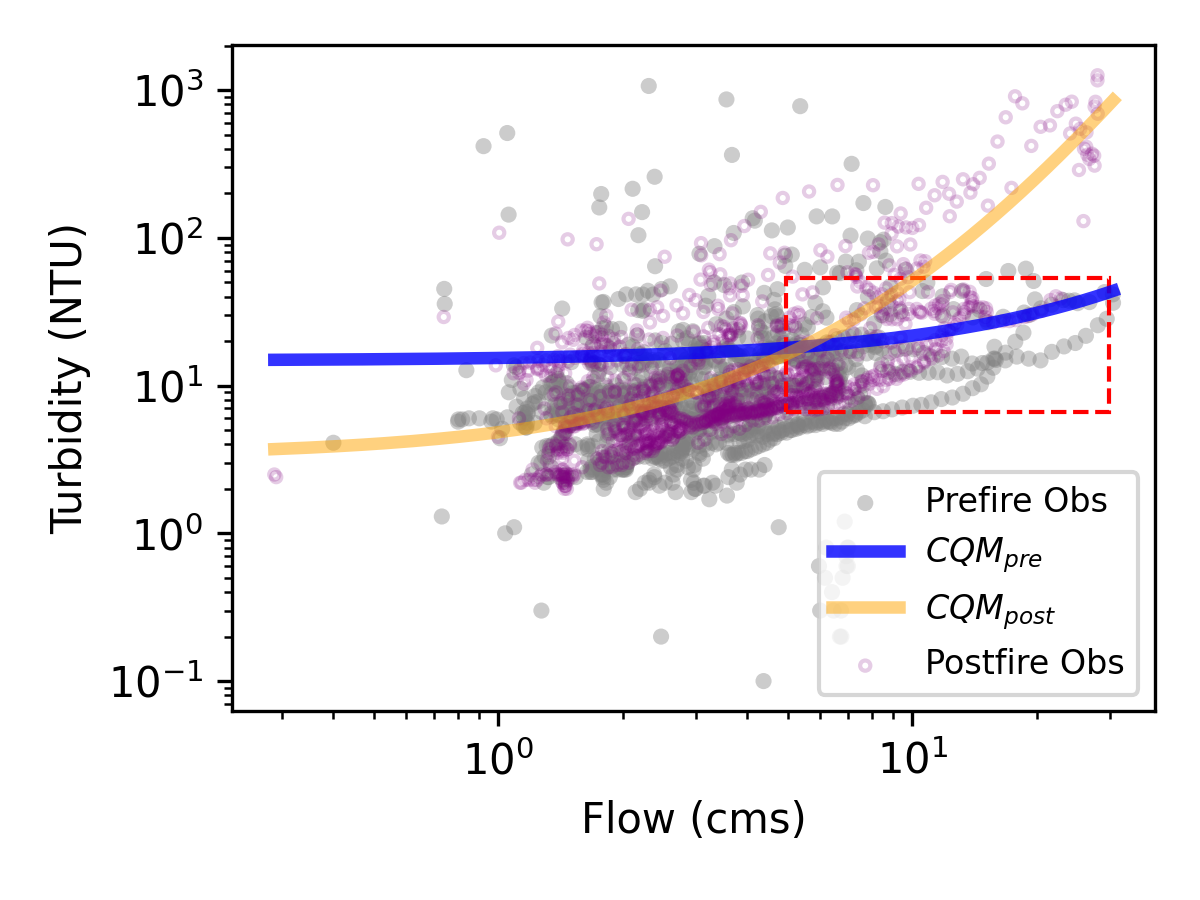 Turbidity (NTU)
10³
10²
10¹
10⁰
10⁻¹
Prefire Obs
CQM_pre
CQM_post
Postfire Obs
10⁰ 10¹
Flow (cms)